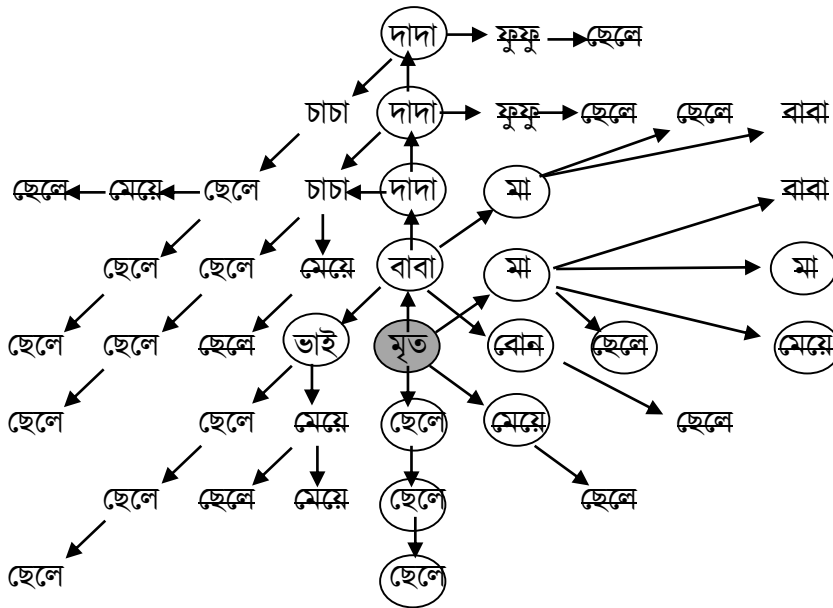 দাদা ফুফু ছেলে
চাচা দাদা ফুফু ছেলে ছেলে বাবা
ছেলে মেয়ে ছেলে চাচা দাদা মা বাবা
ছেলে ছেলে মেয়ে বাবা মা মা
ছেলে ছেলে ছেলে ভাই মৃত বোন ছেলে মেয়ে
ছেলে ছেলে মেয়ে ছেলে মেয়ে ছেলে
ছেলে ছেলে মেয়ে ছেলে ছেলে
ছেলে ছেলে